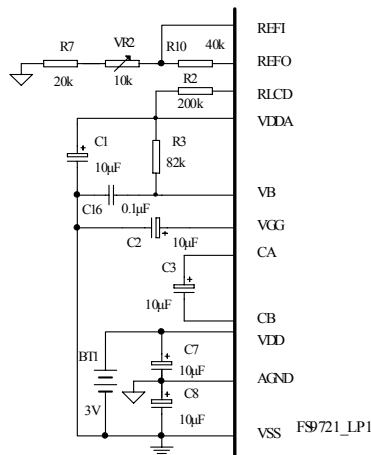 REFI
R7 VR2 R10 40k
REFO
20k 10k R2
RLCD
200k
VDDA
C1 R3
10μF 82k
VB
C16 0.1μF
VGG
C2 10μF
CA
C3
10μF
CB
VDD
C7
BT1 10μF
AGND
C8
3V 10μF
VSS FS9721_LP1